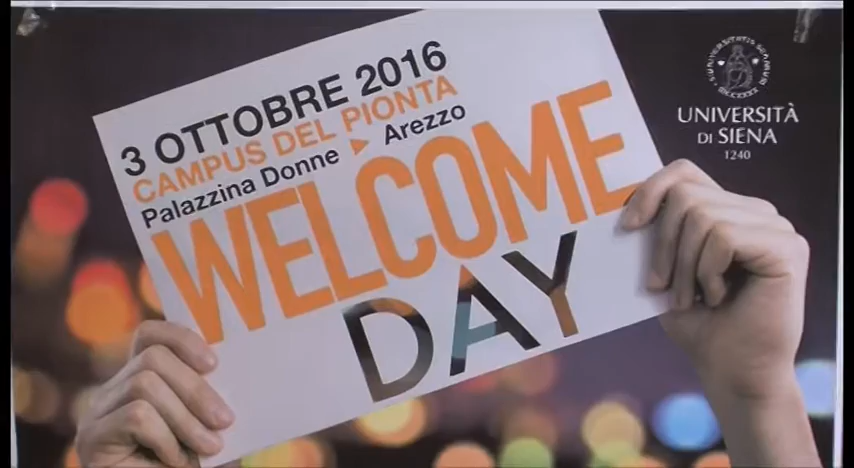 3 OTTOBRE 2016
CAMPUS DEL PIONTA
Palazzina Donne ▸ Arezzo
WELCOME
DAY
UNIVERSITÀ
DI SIENA
1240